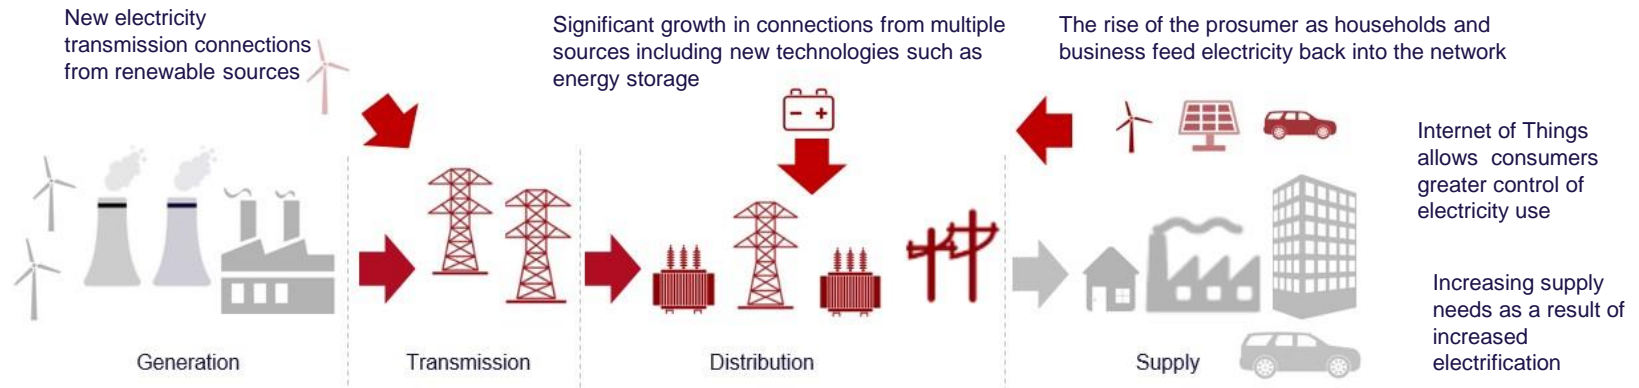 New electricity
transmission connections
from renewable sources
Significant growth in connections from multiple
sources including new technologies such as
energy storage
The rise of the prosumer as households and
business feed electricity back into the network
Internet of Things
allows consumers
greater control of
electricity use
Increasing supply
needs as a result of
increased
electrification
Generation
Transmission
Distribution
Supply